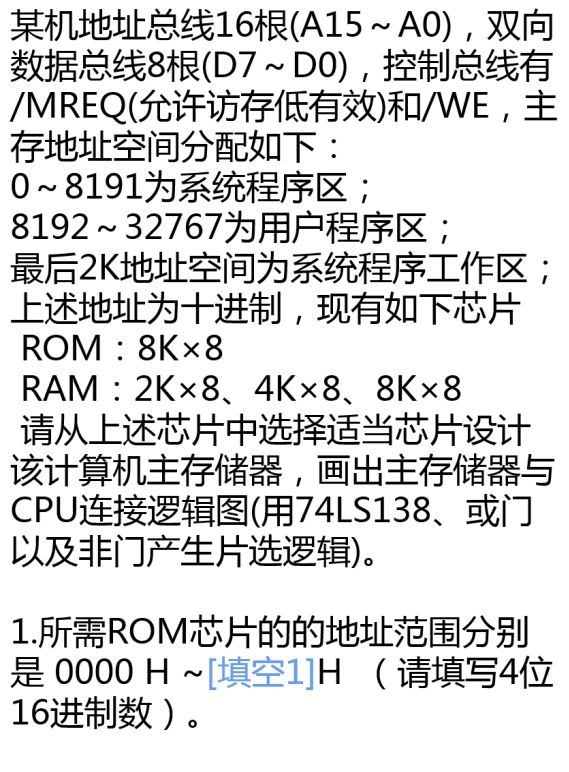 某机地址总线16根(A15～A0)，双向
数据总线8根(D7～D0)，控制总线有
/MREQ(允许访存低有效)和/WE，主
存地址空间分配如下：
0～8191为系统程序区；
8192～32767为用户程序区；
最后2K地址空间为系统程序工作区；
上述地址为十进制，现有如下芯片
ROM：8K×8
RAM：2K×8、4K×8、8K×8
请从上述芯片中选择适当芯片设计
该计算机主存储器，画出主存储器与
CPU连接逻辑图(用74LS138、或门
以及非门产生片选逻辑)。
1.所需ROM芯片的的地址范围分别
是 0000 H ~[填空1]H （请填写4位
16进制数）。